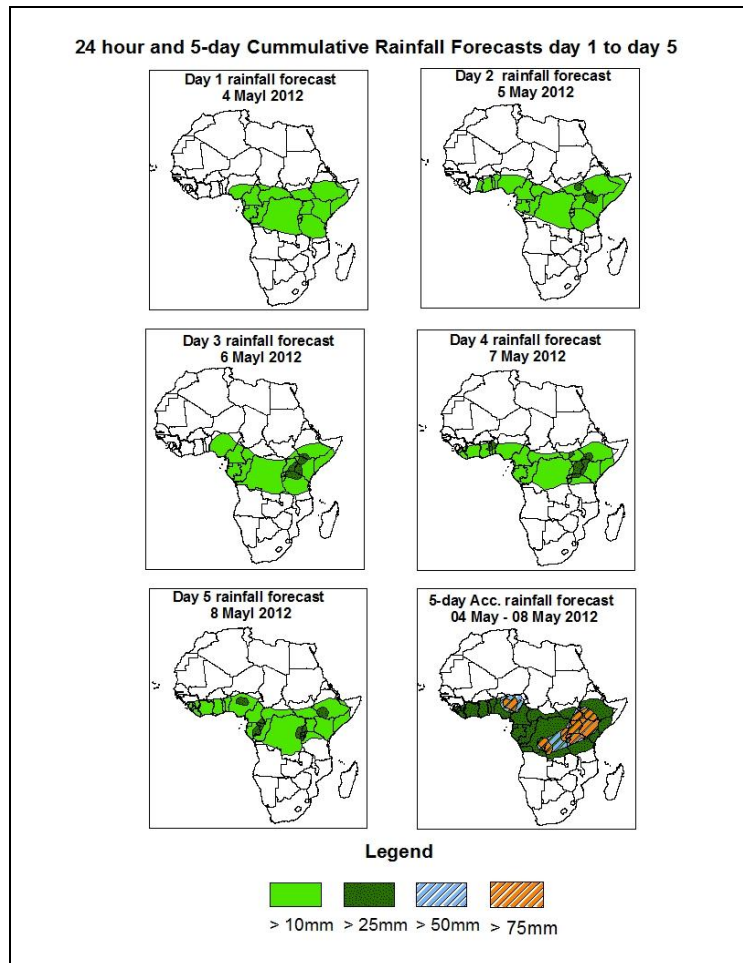 24 hour and 5-day Cummulative Rainfall Forecasts day 1 to day 5
Day 1 rainfall forecast
4 Mayl 2012
Day 2 rainfall forecast
5 May 2012
Day 3 rainfall forecast
6 Mayl 2012
Day 4 rainfall forecast
7 May 2012
Day 5 rainfall forecast
8 Mayl 2012
5-day Acc. rainfall forecast
04 May - 08 May 2012
Legend
> 10mm > 25mm > 50mm > 75mm